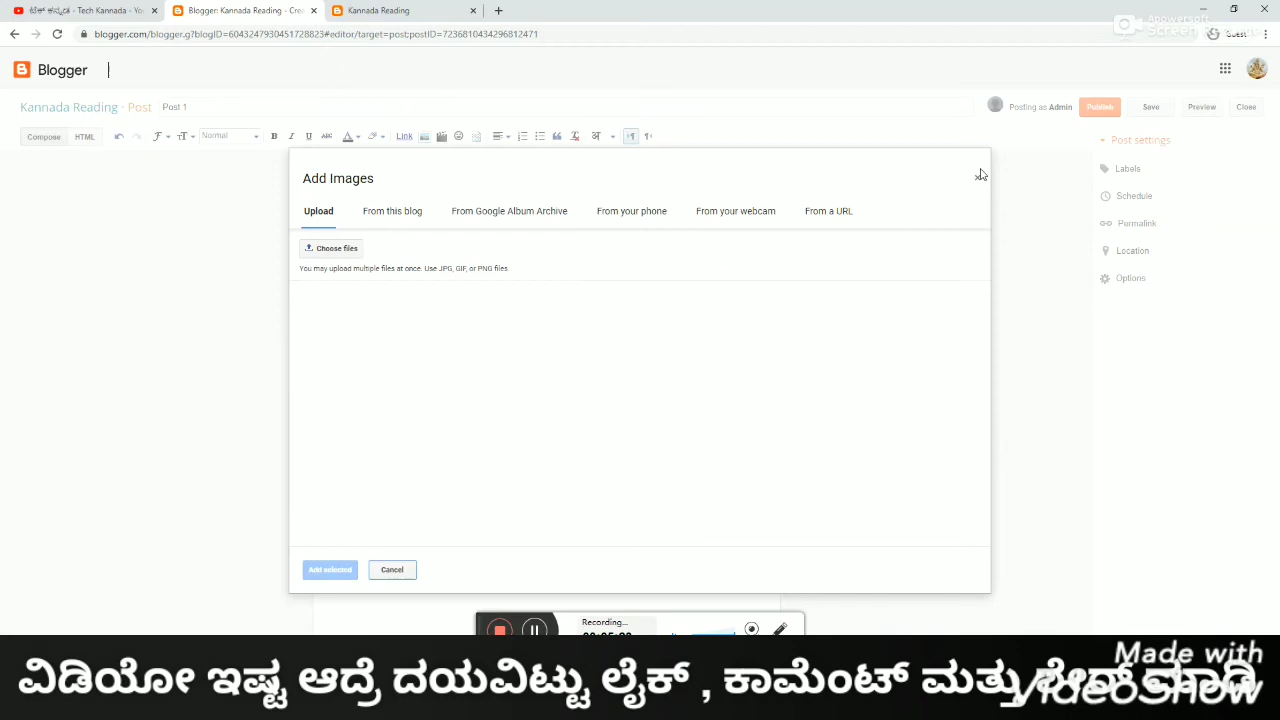 Tech Kannada - You
Blogger: Kannada Reading - Cre
Kannada Reading
Apowersoft
blogger.com/blogger.g?blogID=6043247930451728823#editor/target=post;postID=
Blogger
Kannada Reading · Post Post 1 Posting as Admin Publish Save Preview Close
Compose HTML Normal B I U ABC A Link
Post settings
Labels
Schedule
Permalink
Location
Options
Add Images
Upload From this blog From Google Album Archive From your phone From your webcam From a URL
Choose files
You may upload multiple files at once. Use JPG, GIF, or PNG files
Add selected Cancel
Recording...
Made with
VideoShow
ವಿಡಿಯೋ ಇಷ್ಟ ಆದ್ರೆ ದಯವಿಟ್ಟು ಲೈಕ್ , ಕಾಮೆಂಟ್ ಮತ್ತು ಶೇರ್ ಮಾಡಿ